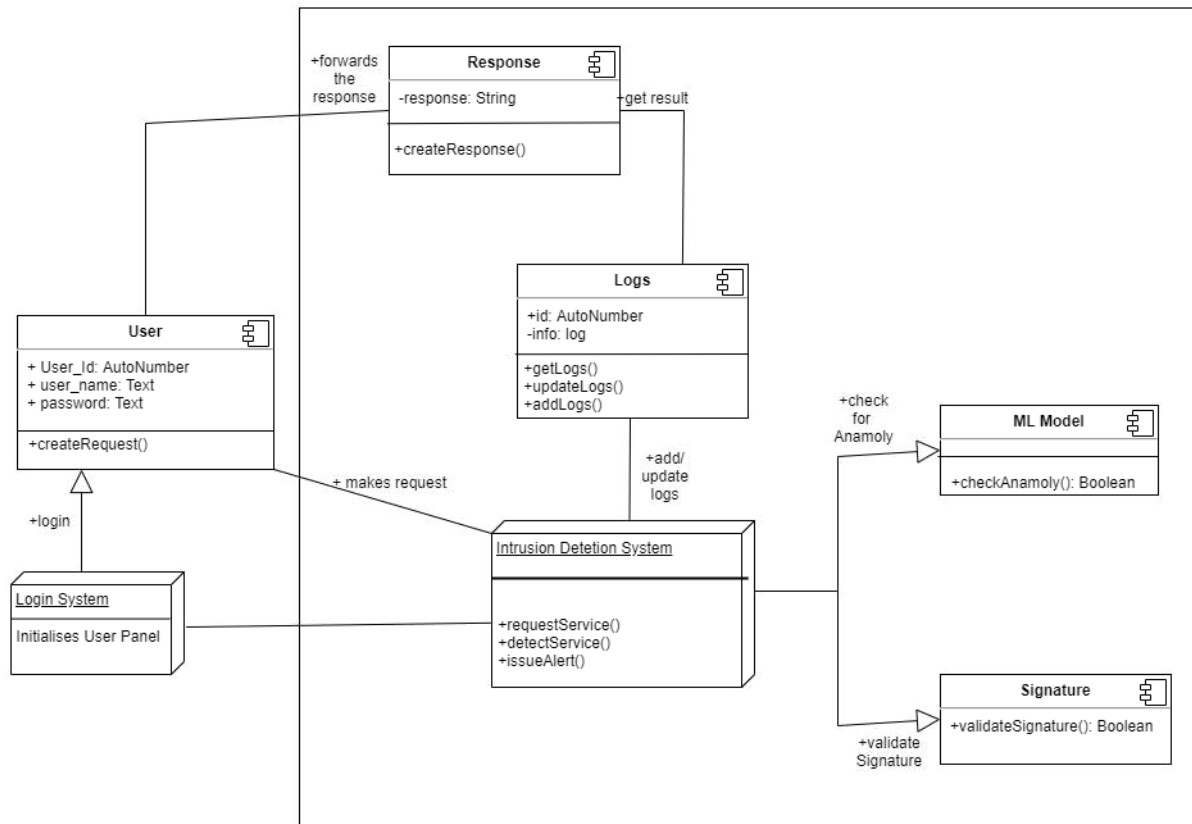 +forwards
the
response
Response
-response: String
+get result
+createResponse()
Logs
+id: AutoNumber
-info: log
+getLogs()
+updateLogs()
+addLogs()
User
+ User_Id: AutoNumber
+ user_name: Text
+ password: Text
+createRequest()
+check
for
Anamoly
ML Model
+checkAnamoly(): Boolean
+ makes request
+add/
update
logs
+login
Intrusion Detetion System
+requestService()
+detectService()
+issueAlert()
Login System
Initialises User Panel
Signature
+validateSignature(): Boolean
+validate
Signature